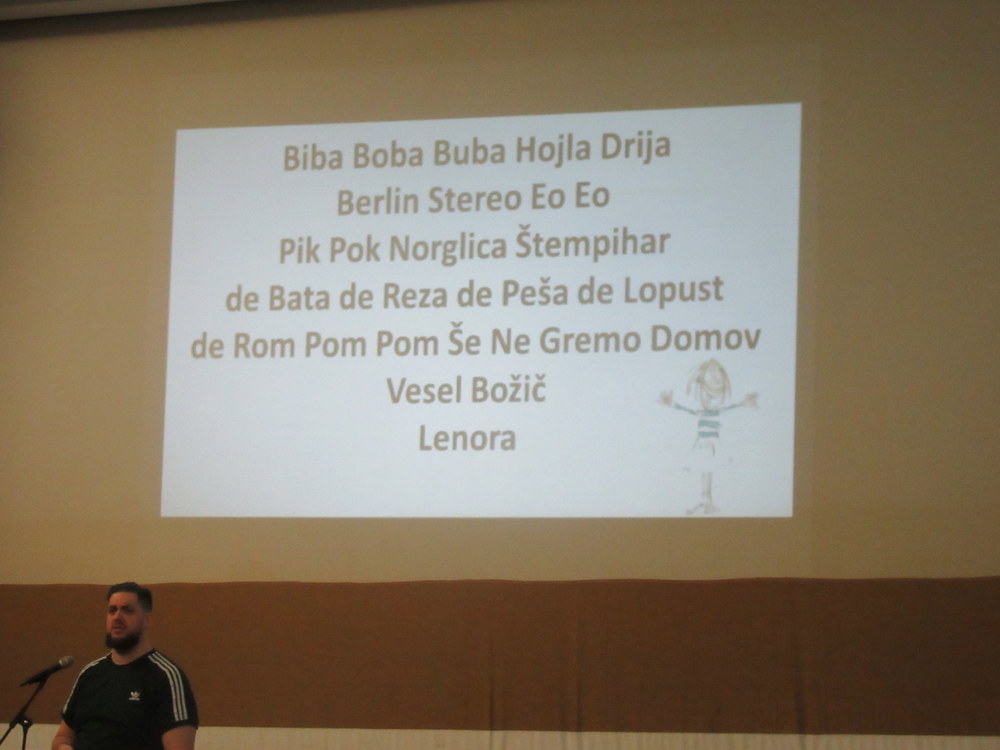 Biba Boba Buba Hojla Drija
Berlin Stereo Eo Eo
Pik Pok Norglica Štempihar
de Bata de Reza de Peša de Lopust
de Rom Pom Pom Še Ne Gremo Domov
Vesel Božič
Lenora